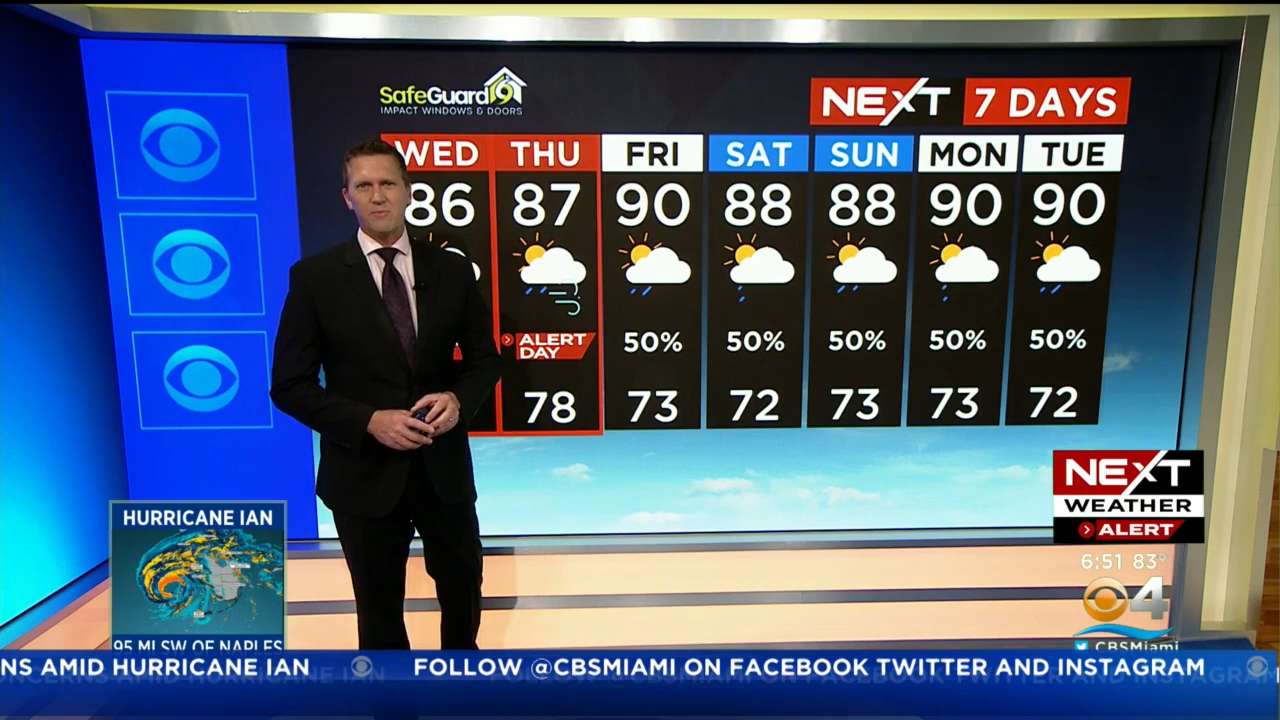 SafeGuard
IMPACT WINDOWS & DOORS
NEXT 7 DAYS
WED THU FRI SAT SUN MON TUE
86 87 90 88 88 90 90
ALERT DAY
50% 50% 50% 50% 50%
78 73 72 73 73 72
NEXT
WEATHER
ALERT
6:51 83°
4
CBSMiami
HURRICANE IAN
95 MI SW OF NAPLES
NS AMID HURRICANE IAN FOLLOW @CBSMIAMI ON FACEBOOK TWITTER AND INSTAGRAM